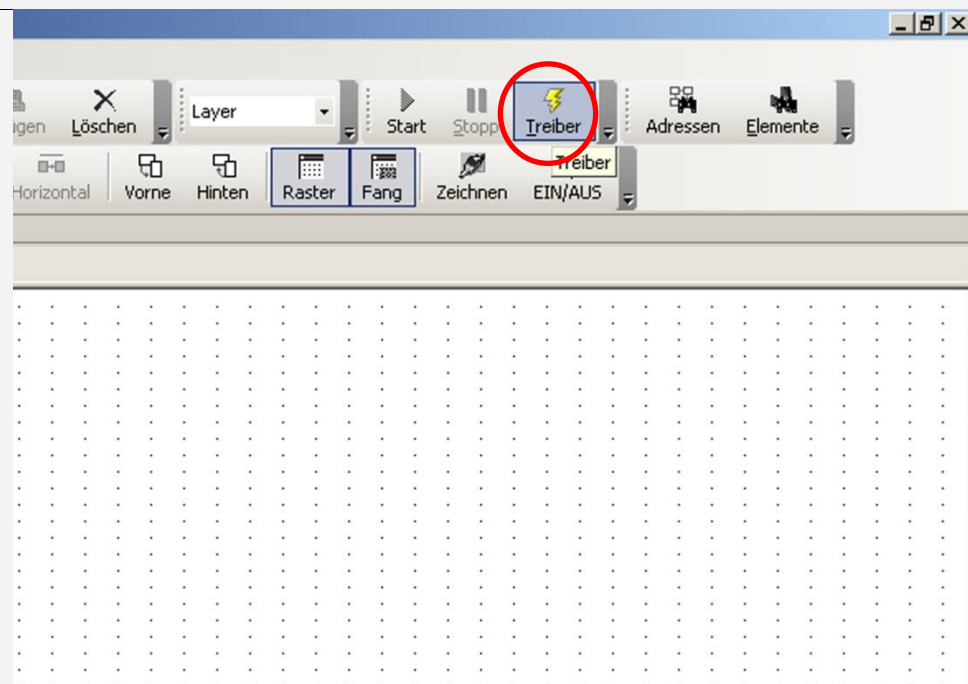 Löschen
Layer
Start
Stopp
Treiber
Adressen
Elemente
Horizontal
Vorne
Hinten
Raster
Fang
Zeichnen
EIN/AUS
Treiber